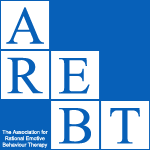 A
R E
B T
The Association for
Rational Emotive
Behaviour Therapy